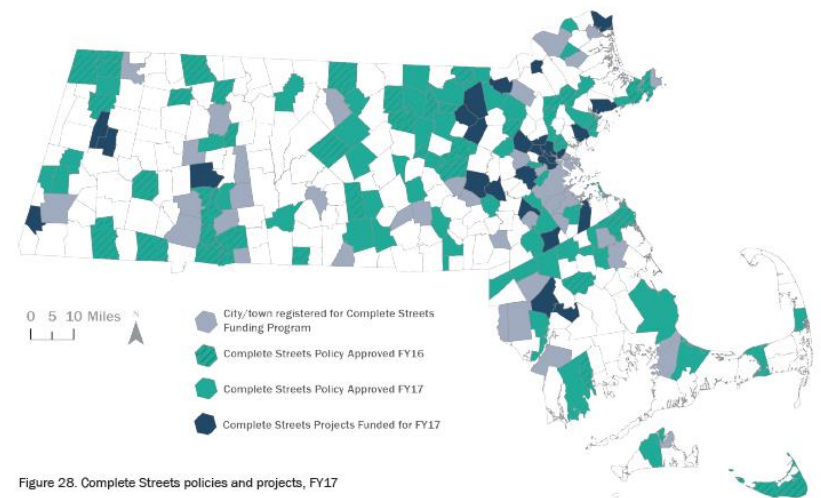 0 5 10 Miles N
City/town registered for Complete Streets
Funding Program
Complete Streets Policy Approved FY16
Complete Streets Policy Approved FY17
Complete Streets Projects Funded for FY17
Figure 28. Complete Streets policies and projects, FY17